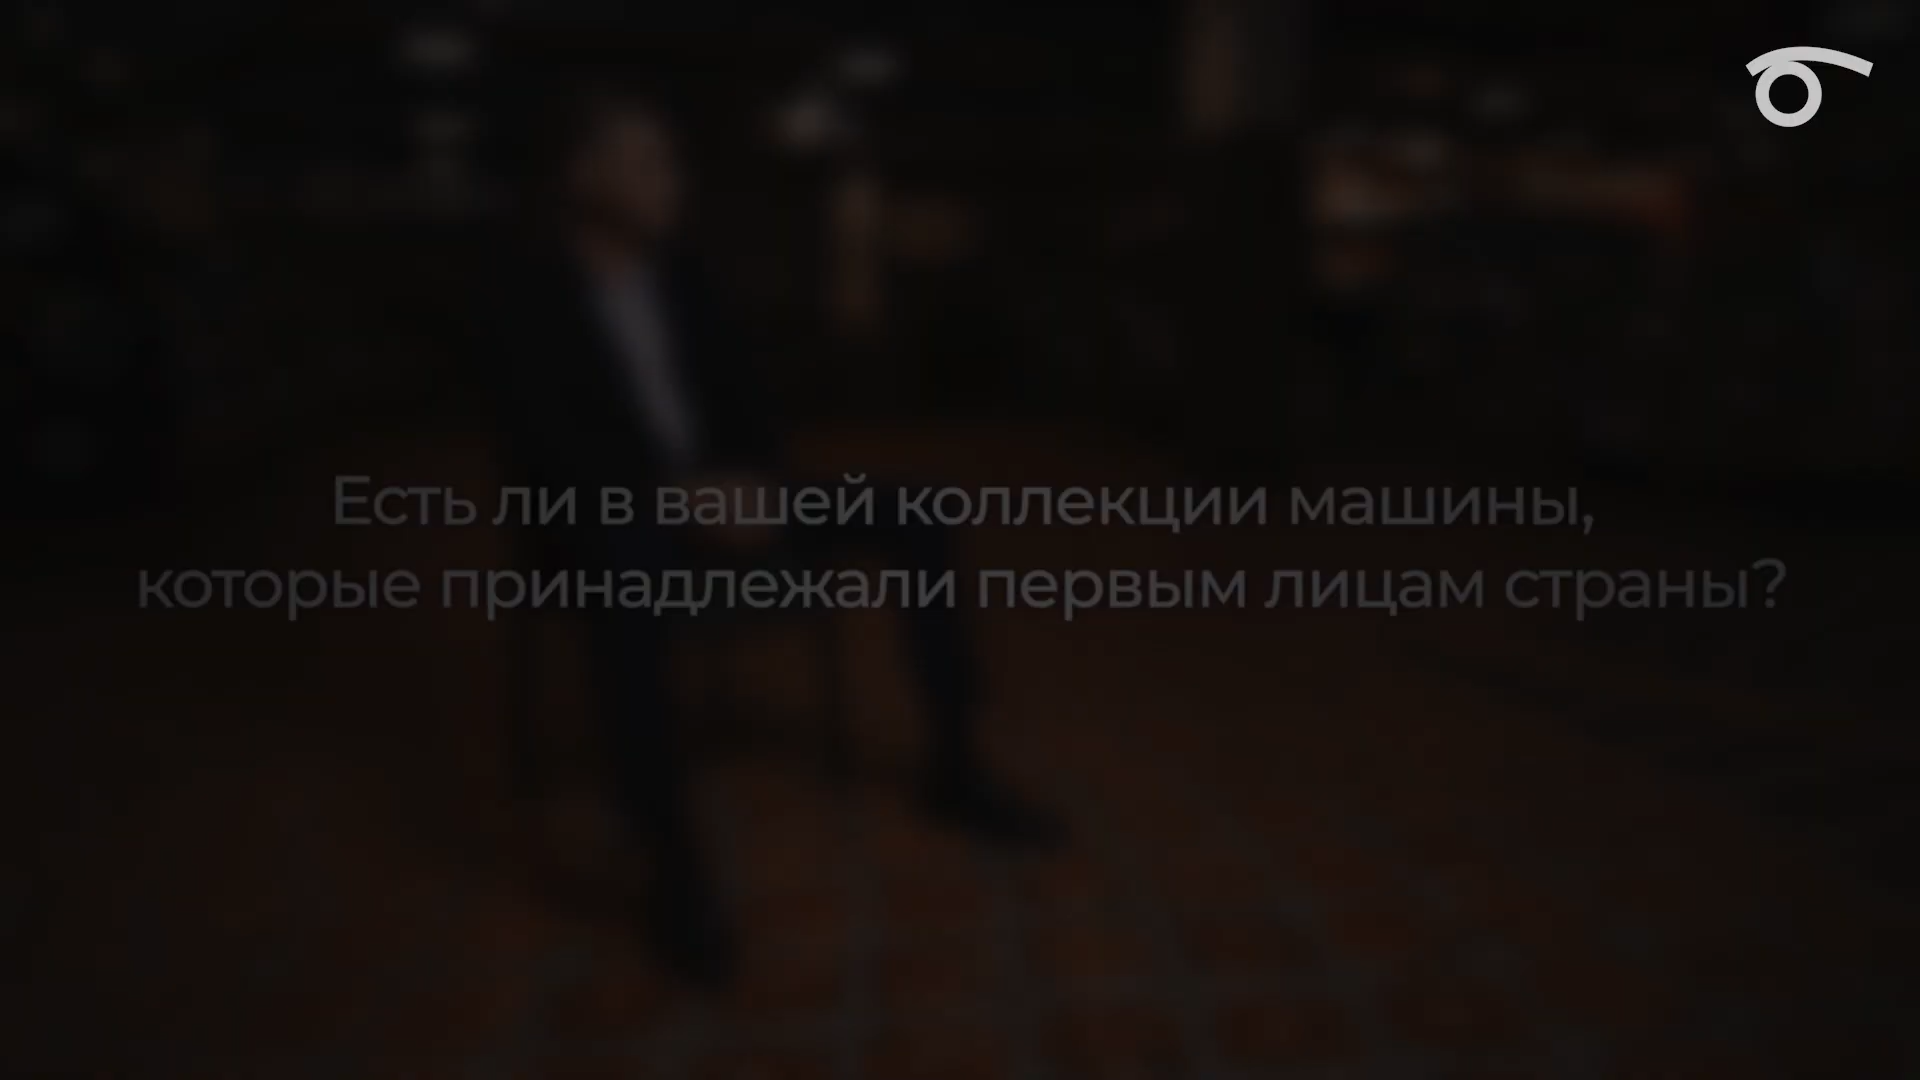 Есть ли в вашей коллекции машины,
которые принадлежали первым лицам страны?